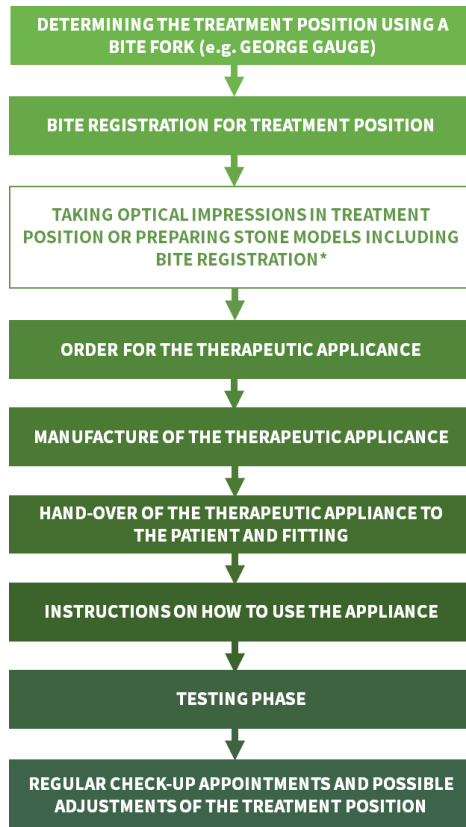 DETERMINING THE TREATMENT POSITION USING A
BITE FORK (e.g. GEORGE GAUGE)
BITE REGISTRATION FOR TREATMENT POSITION
TAKING OPTICAL IMPRESSIONS IN TREATMENT
POSITION OR PREPARING STONE MODELS INCLUDING
BITE REGISTRATION*
ORDER FOR THE THERAPEUTIC APPLICANCE
MANUFACTURE OF THE THERAPEUTIC APPLICANCE
HAND-OVER OF THE THERAPEUTIC APPLIANCE TO
THE PATIENT AND FITTING
INSTRUCTIONS ON HOW TO USE THE APPLIANCE
TESTING PHASE
REGULAR CHECK-UP APPOINTMENTS AND POSSIBLE
ADJUSTMENTS OF THE TREATMENT POSITION